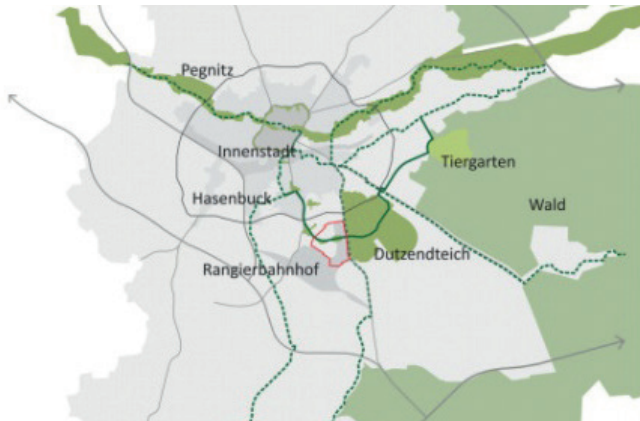 Pegnitz
Innenstadt
Tiergarten
Hasenbuck
Wald
Dutzendteich
Rangierbahnhof